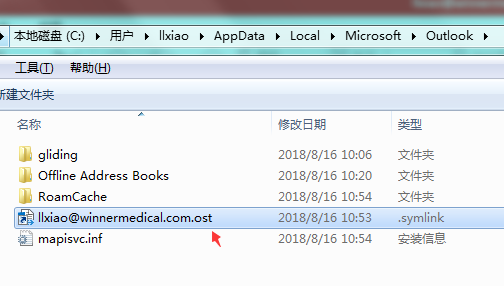 本地磁盘 (C:) 用户 llxiao AppData Local Microsoft Outlook
工具(T) 帮助(H)
新建文件夹
名称 修改日期 类型
gliding 2018/8/16 10:06 文件夹
Offline Address Books 2018/8/16 10:20 文件夹
RoamCache 2018/8/16 10:54 文件夹
llxiao@winnermedical.com.ost 2018/8/16 10:53 .symlink
mapisvc.inf 2018/8/16 10:54 安装信息